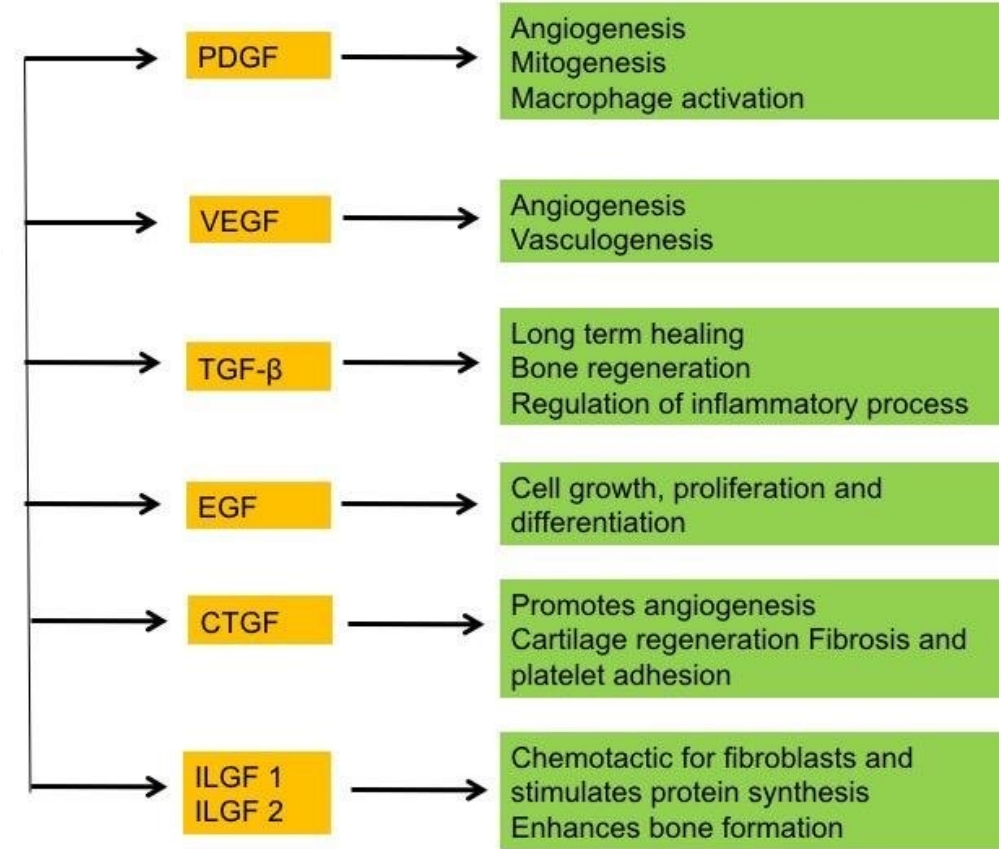 PDGF
Angiogenesis
Mitogenesis
Macrophage activation
VEGF
Angiogenesis
Vasculogenesis
TGF-β
Long term healing
Bone regeneration
Regulation of inflammatory process
EGF
Cell growth, proliferation and
differentiation
CTGF
Promotes angiogenesis
Cartilage regeneration Fibrosis and
platelet adhesion
ILGF 1
ILGF 2
Chemotactic for fibroblasts and
stimulates protein synthesis
Enhances bone formation